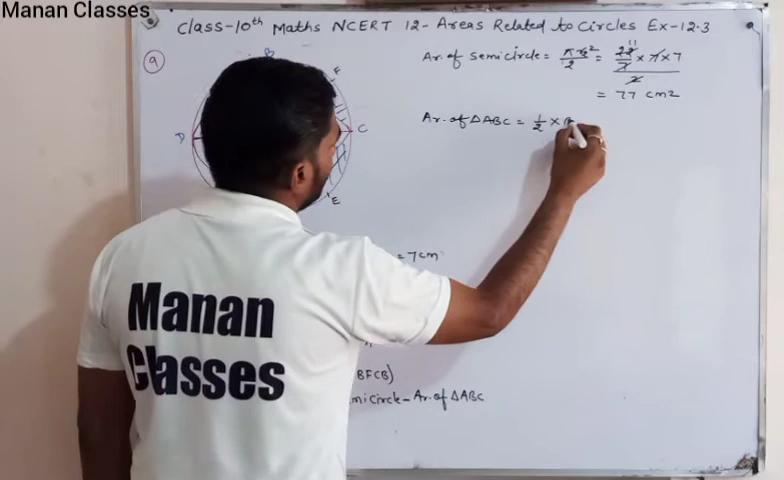 Manan Classes
Class-10th Maths NCERT 12-Areas Related to Circles Ex-12.3
9
B
F
D
C
E
Ar. of semicircle = πr²/2 = 22/7 × 7 × 7 / 2
11
= 77 cm2
Ar. of ΔABC = 1/2 ×
= 7cm
BFCB)
micircle - Ar. of ΔABC
Manan
Classes